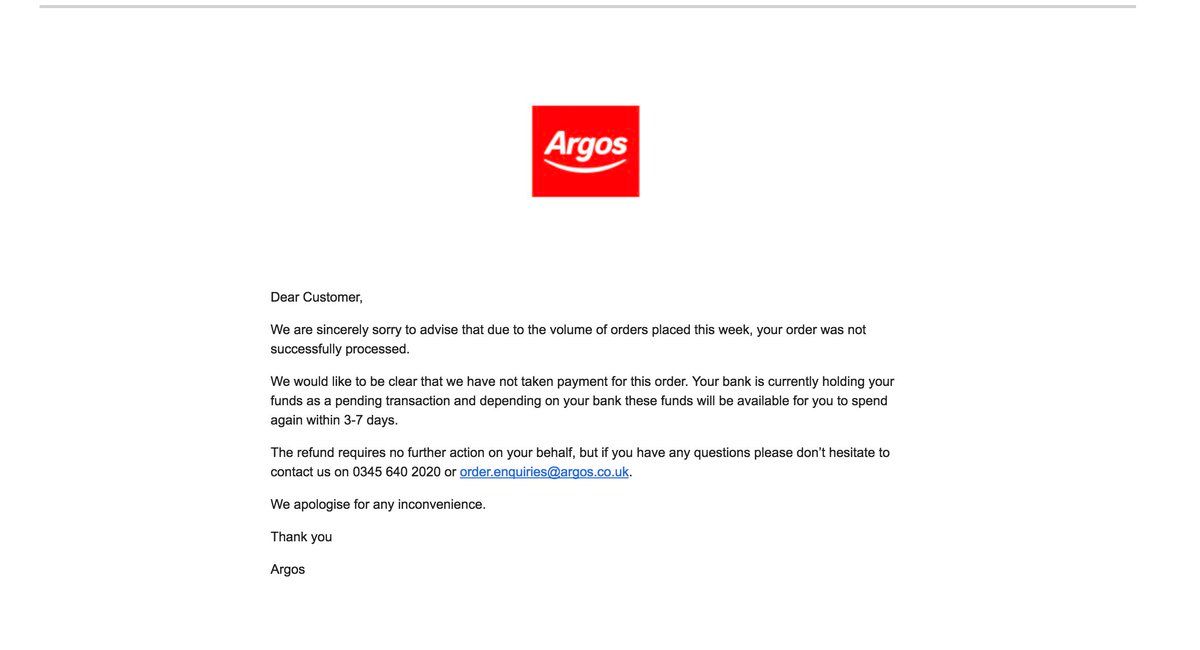 Argos
Dear Customer,
We are sincerely sorry to advise that due to the volume of orders placed this week, your order was not
successfully processed.
We would like to be clear that we have not taken payment for this order. Your bank is currently holding your
funds as a pending transaction and depending on your bank these funds will be available for you to spend
again within 3-7 days.
The refund requires no further action on your behalf, but if you have any questions please don’t hesitate to
contact us on 0345 640 2020 or order.enquiries@argos.co.uk.
We apologise for any inconvenience.
Thank you
Argos